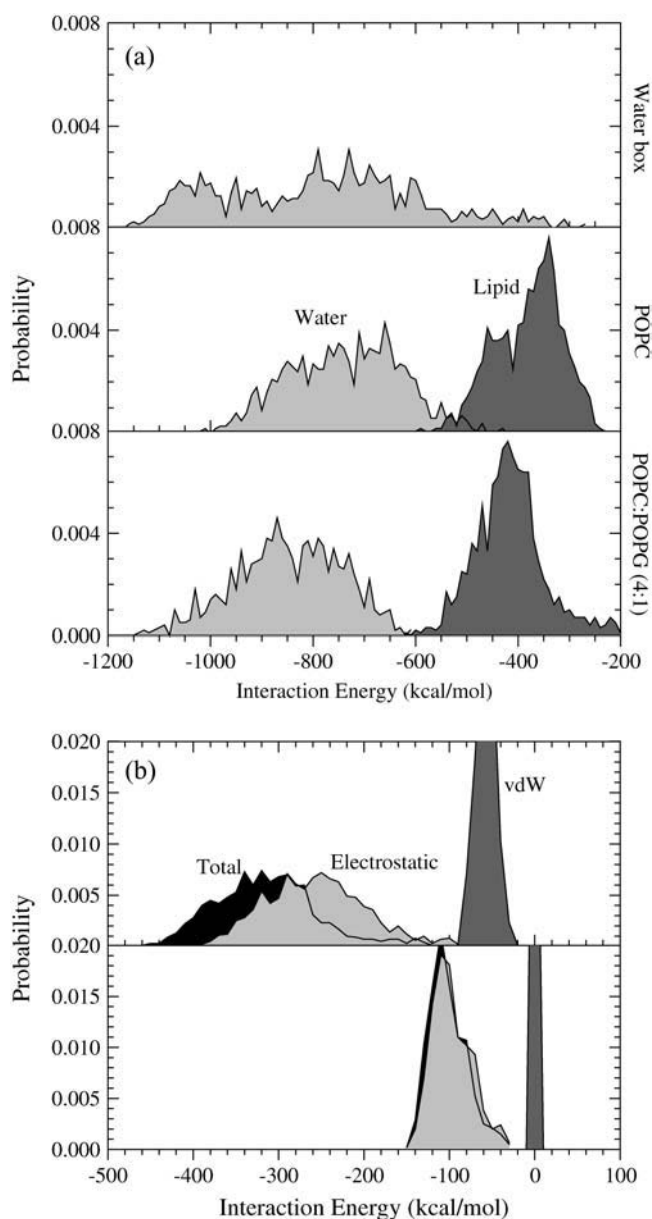 0.008
(a)
0.004
Water box
0.008
Water
Lipid
0.004
POPC
Probability
0.008
0.004
POPC:POPG (4:1)
0.000
-1200 -1000 -800 -600 -400 -200
Interaction Energy (kcal/mol)
0.020
(b)
vdW
0.015
0.010
Total
Electrostatic
0.005
0.020
Probability
0.015
0.010
0.005
0.000
-500 -400 -300 -200 -100 0 100
Interaction Energy (kcal/mol)